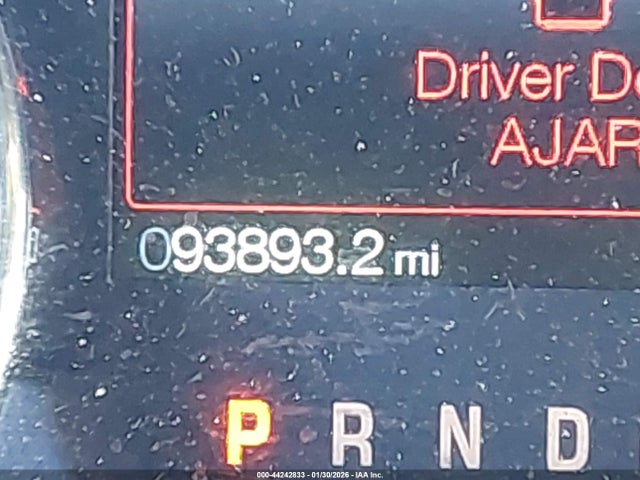 Driver Do
AJAR
093893.2 mi
P R N D
000-44242833 - 01/30/2026 - IAA Inc.